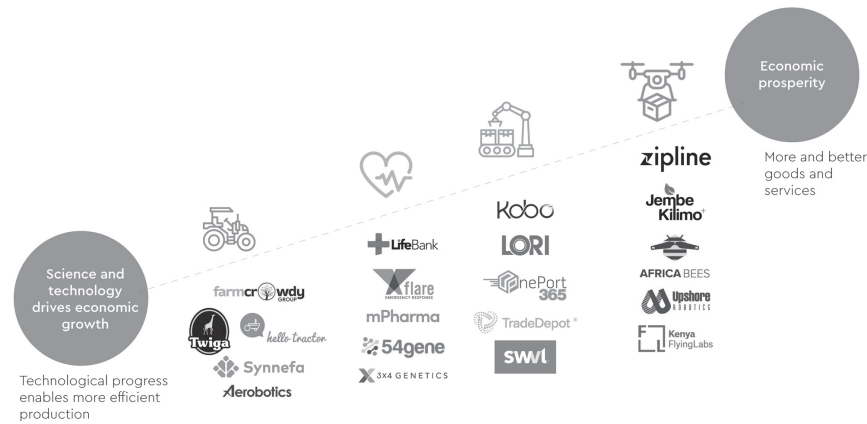 Economic
prosperity
More and better
goods and
services
zipline
Jembe
Kilimo+
AFRICA BEES
Upshore
ROBOTICS
Kenya
FlyingLabs
Kobo
LORI
OnePort
365
TradeDepot®
swvl
LifeBank
flare
EMERGENCY RESPONSE
mPharma
54gene
3X4 GENETICS
farmcrowdy
GROUP
Twiga
hello tractor
Synnefa
Aerobotics
Science and
technology
drives economic
growth
Technological progress
enables more efficient
production